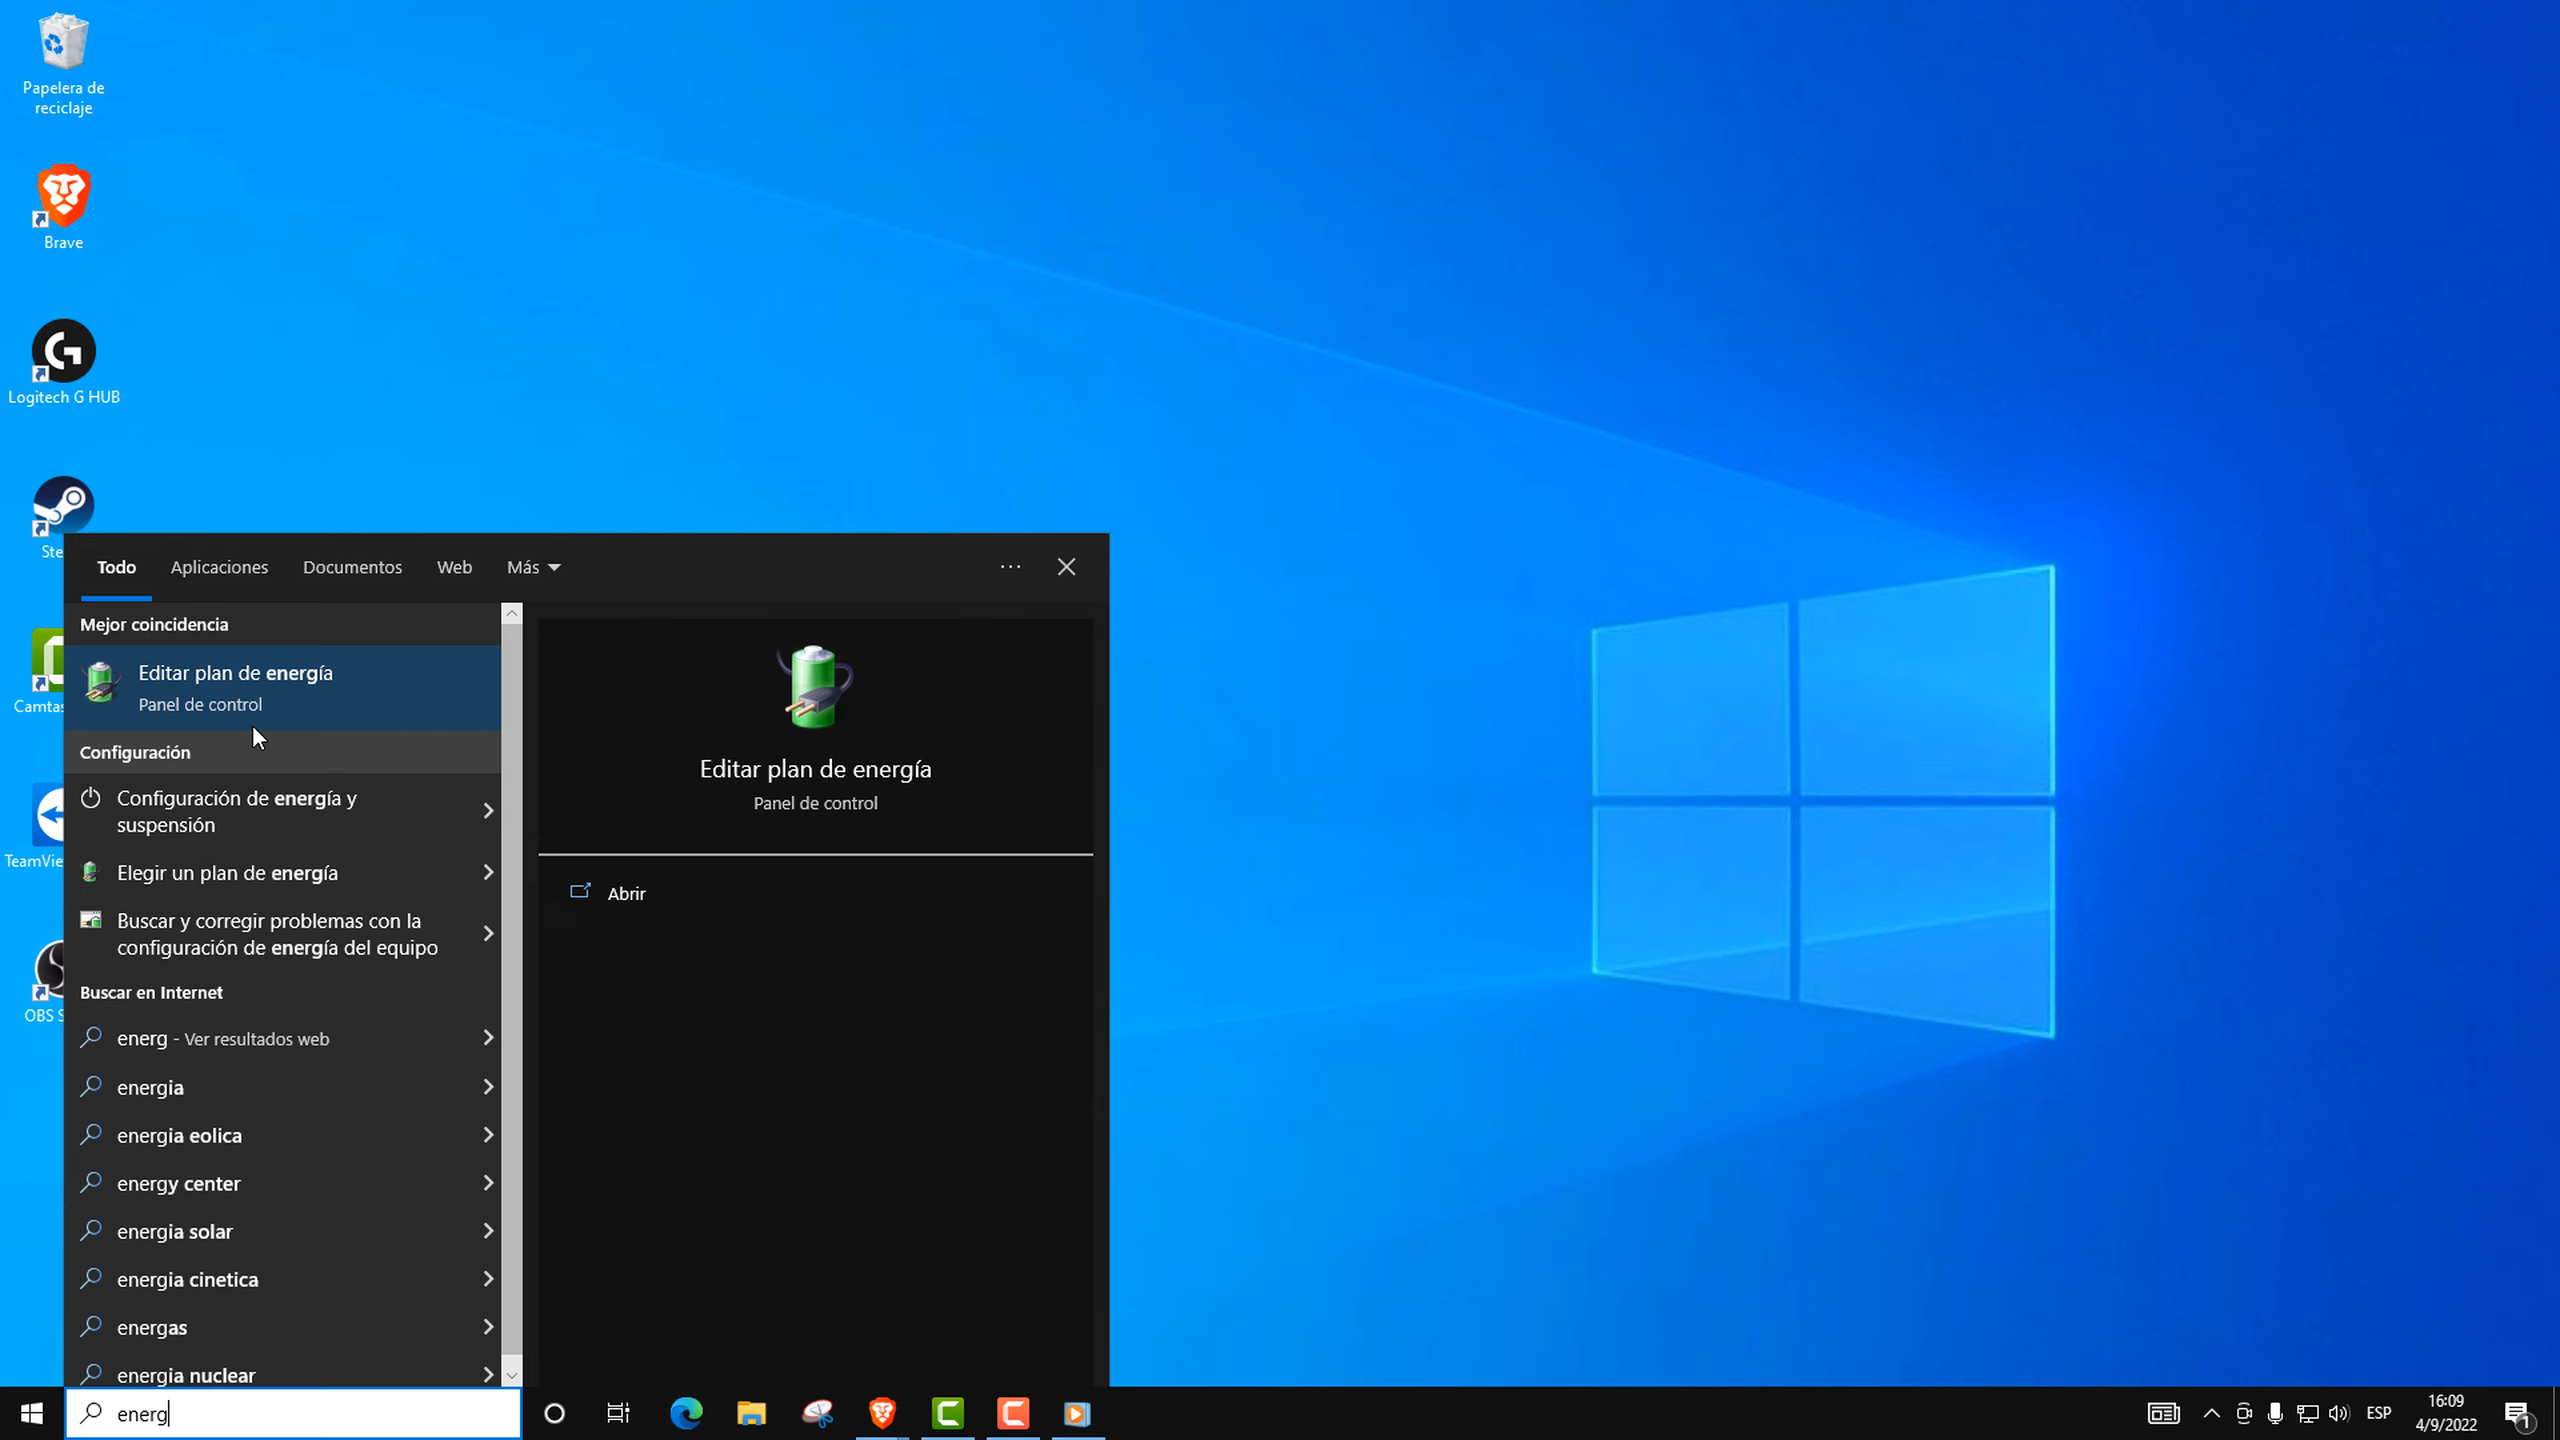 Papelera de
reciclaje
Brave
Logitech G HUB
Ste
Camtas
TeamVie
OBS S
Todo
Aplicaciones
Documentos
Web
Más
Mejor coincidencia
Editar plan de energía
Panel de control
Configuración
Configuración de energía y
suspensión
Elegir un plan de energía
Buscar y corregir problemas con la
configuración de energía del equipo
Buscar en Internet
energ - Ver resultados web
energia
energia eolica
energy center
energia solar
energia cinetica
energas
energia nuclear
Editar plan de energía
Panel de control
Abrir
energ
ESP
16:09
4/9/2022
1